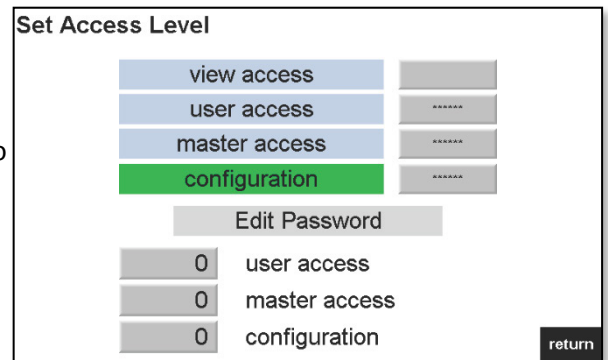 Set Access Level
view access
user access ******
master access ******
configuration ******
Edit Password
0 user access
0 master access
0 configuration
return